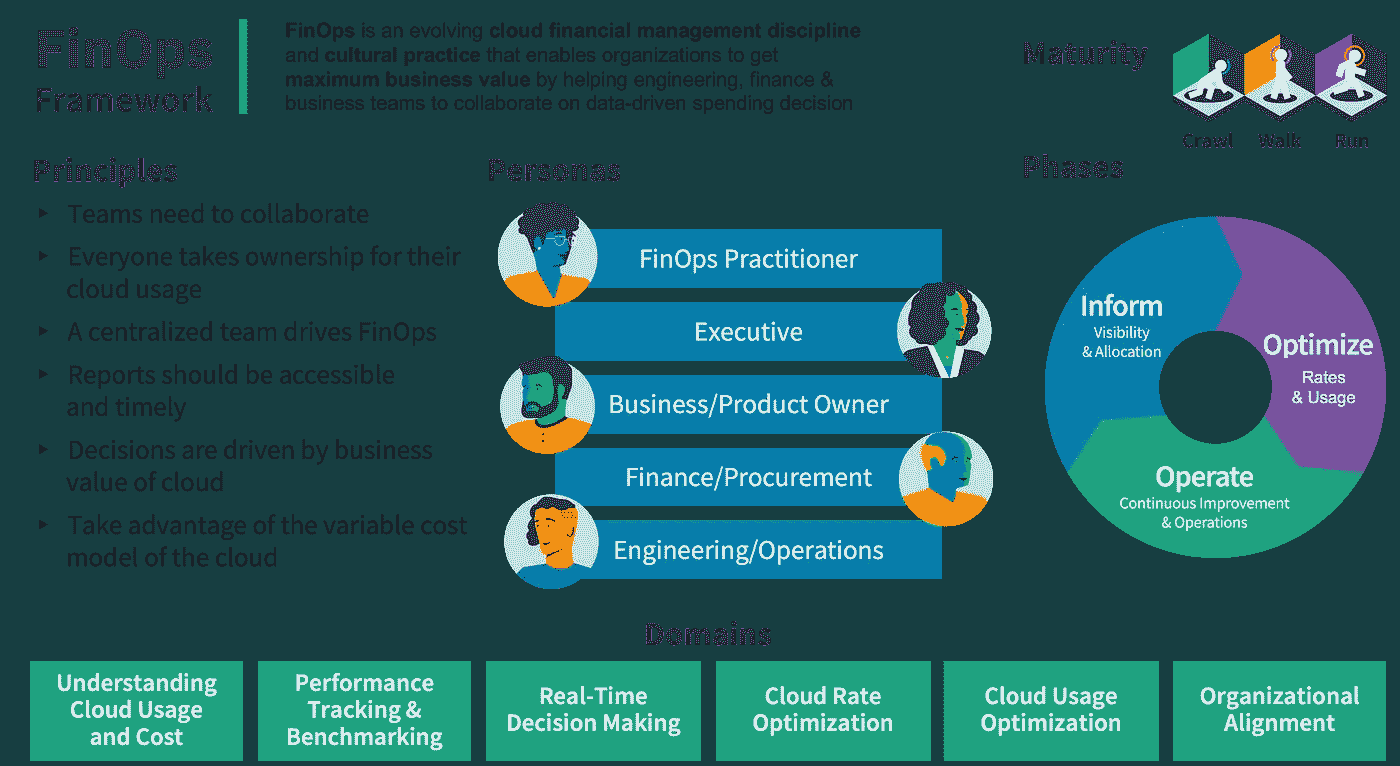 FinOps
Framework
FinOps is an evolving cloud financial management discipline
and cultural practice that enables organizations to get
maximum business value by helping engineering, finance &
business teams to collaborate on data-driven spending decision
Maturity
Crawl Walk Run
Principles
‣ Teams need to collaborate
‣ Everyone takes ownership for their
cloud usage
‣ A centralized team drives FinOps
‣ Reports should be accessible
and timely
‣ Decisions are driven by business
value of cloud
‣ Take advantage of the variable cost
model of the cloud
Personas
FinOps Practitioner
Executive
Business/Product Owner
Finance/Procurement
Engineering/Operations
Phases
Inform
Visibility
& Allocation
Optimize
Rates
& Usage
Operate
Continuous Improvement
& Operations
Domains
Understanding
Cloud Usage
and Cost
Performance
Tracking &
Benchmarking
Real-Time
Decision Making
Cloud Rate
Optimization
Cloud Usage
Optimization
Organizational
Alignment